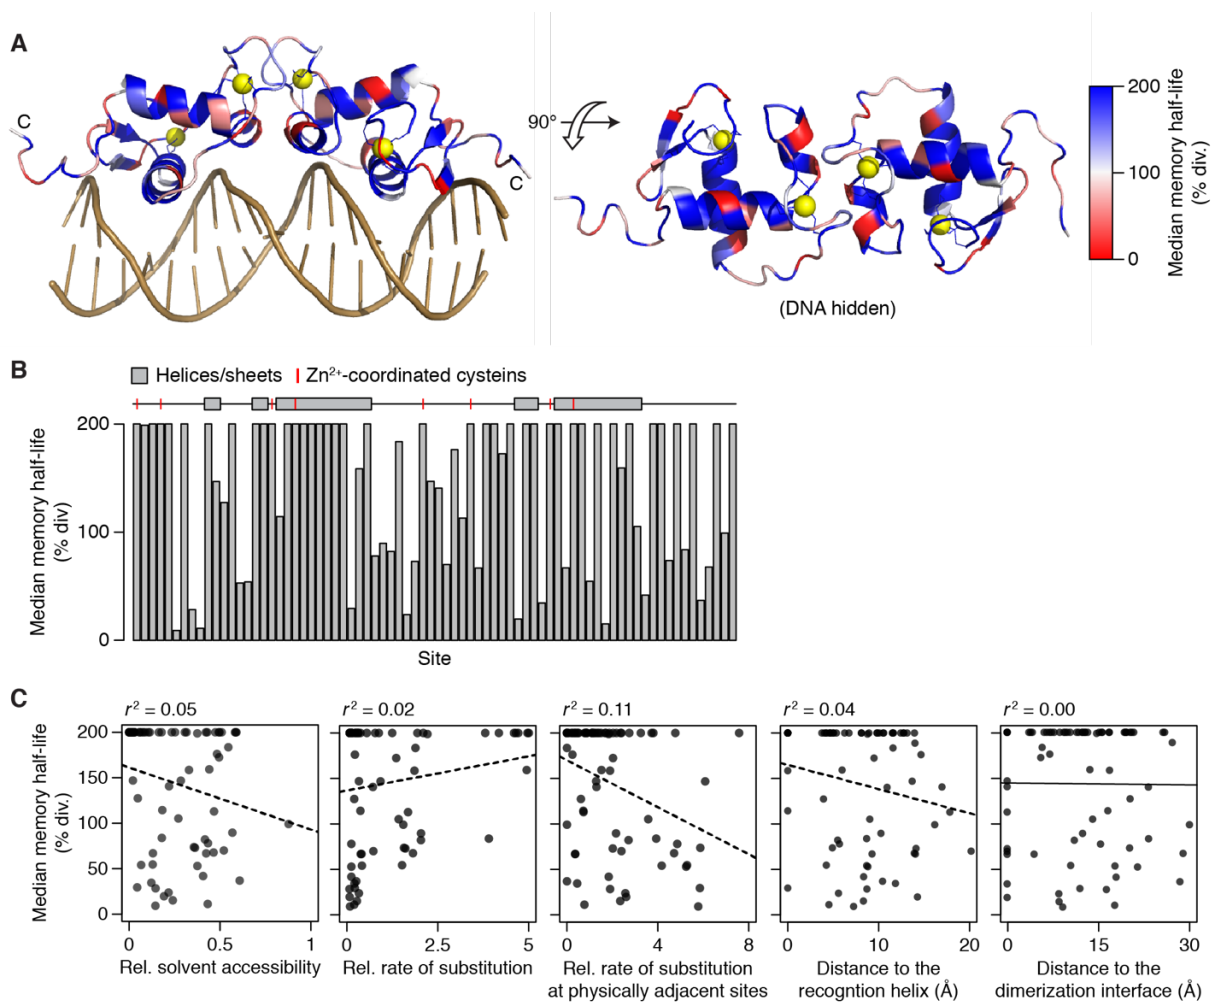 A
C
C
90°
(DNA hidden)
200
100
0
Median memory half-life
(% div.)
B
Helices/sheets
Zn²⁺-coordinated cysteins
200
100
0
Median memory half-life
(% div)
Site
C
r² = 0.05
r² = 0.02
r² = 0.11
r² = 0.04
r² = 0.00
200
150
100
50
0
Median memory half-life
(% div.)
0 0.5 1
Rel. solvent accessibility
0 2.5 5
Rel. rate of substitution
0 4 8
Rel. rate of substitution
at physically adjacent sites
0 10 20
Distance to the
recogntion helix (Å)
0 15 30
Distance to the
dimerization interface (Å)